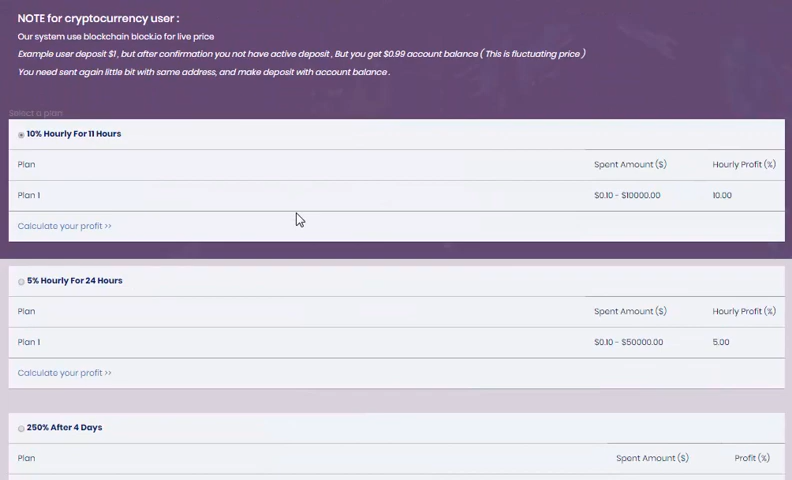 NOTE for cryptocurrency user :
Our system use blockchain block.io for live price
Example user deposit $1 , but after confirmation you not have active deposit , But you get $0.99 account balance ( This is fluctuating price )
You need sent again little bit with same address, and make deposit with account balance .
Select a plan:
10% Hourly For 11 Hours
Plan Spent Amount ($) Hourly Profit (%)
Plan 1 $0.10 - $10000.00 10.00
Calculate your profit >>
5% Hourly For 24 Hours
Plan Spent Amount ($) Hourly Profit (%)
Plan 1 $0.10 - $50000.00 5.00
Calculate your profit >>
250% After 4 Days
Plan Spent Amount ($) Profit (%)